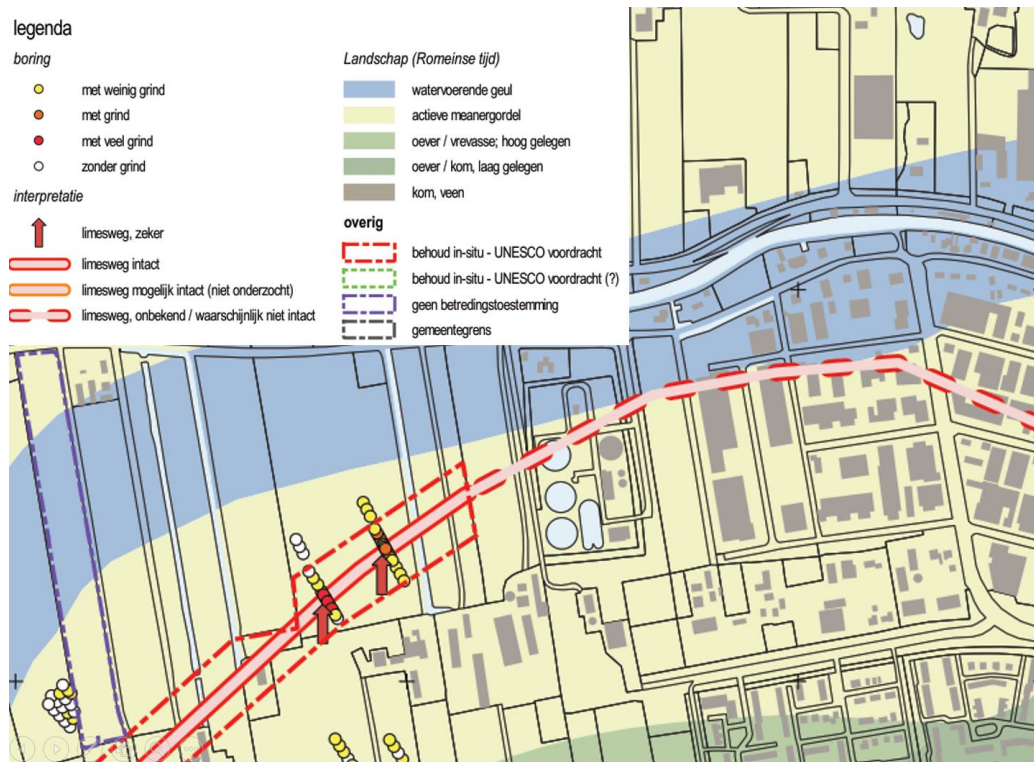 legenda
boring
met weinig grind
met grind
met veel grind
zonder grind
interpretatie
limesweg, zeker
limesweg intact
limesweg mogelijk intact (niet onderzocht)
limesweg, onbekend / waarschijnlijk niet intact
Landschap (Romeinse tijd)
watervoerende geul
actieve meanergordel
oever / vrevasse; hoog gelegen
oever / kom, laag gelegen
kom, veen
overig
behoud in-situ - UNESCO voordracht
behoud in-situ - UNESCO voordracht (?)
geen betredingstoestemming
gemeentegrens